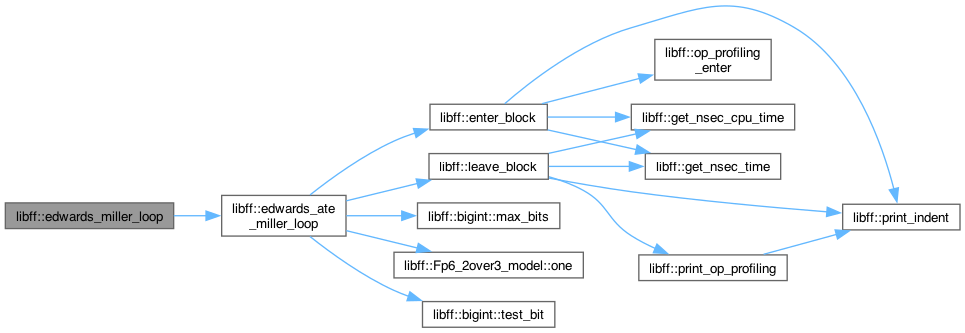 libff::edwards_miller_loop
libff::edwards_ate
_miller_loop
libff::enter_block
libff::leave_block
libff::bigint::max_bits
libff::Fp6_2over3_model::one
libff::bigint::test_bit
libff::op_profiling
_enter
libff::get_nsec_cpu_time
libff::get_nsec_time
libff::print_op_profiling
libff::print_indent